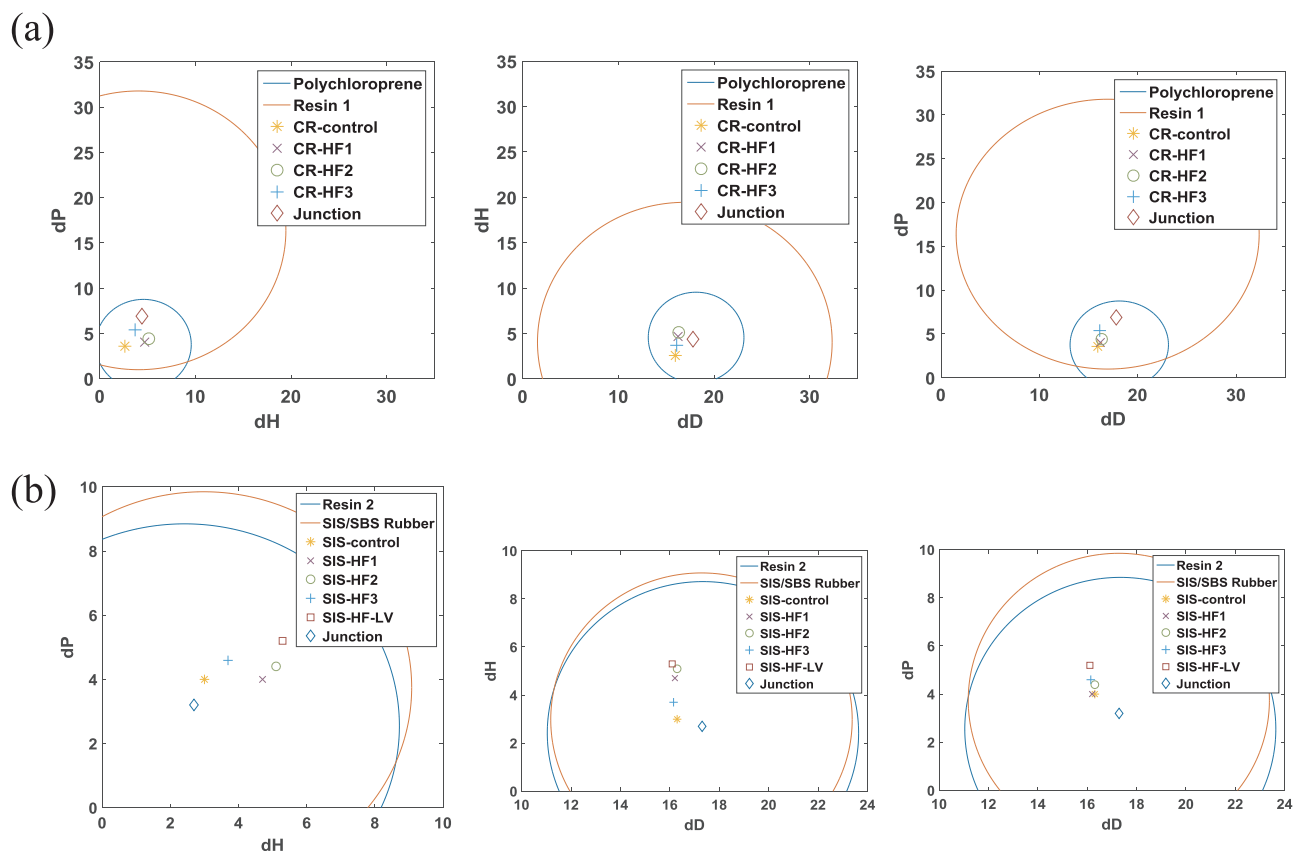 (a)
35
30
25
20
15
10
5
0
dP
0
10
20
30
dH
Polychloroprene
Resin 1
CR-control
CR-HF1
CR-HF2
CR-HF3
Junction
35
30
25
20
15
10
5
0
dH
0
10
20
30
dD
Polychloroprene
Resin 1
CR-control
CR-HF1
CR-HF2
CR-HF3
Junction
35
30
25
20
15
10
5
0
dP
0
10
20
30
dD
Polychloroprene
Resin 1
CR-control
CR-HF1
CR-HF2
CR-HF3
Junction
(b)
10
8
6
4
2
0
dP
0
2
4
6
8
10
dH
Resin 2
SIS/SBS Rubber
SIS-control
SIS-HF1
SIS-HF2
SIS-HF3
SIS-HF-LV
Junction
10
8
6
4
2
0
dH
10
12
14
16
18
20
22
24
dD
Resin 2
SIS/SBS Rubber
SIS-control
SIS-HF1
SIS-HF2
SIS-HF3
SIS-HF-LV
Junction
10
8
6
4
2
0
dP
10
12
14
16
18
20
22
24
dD
Resin 2
SIS/SBS Rubber
SIS-control
SIS-HF1
SIS-HF2
SIS-HF3
SIS-HF-LV
Junction